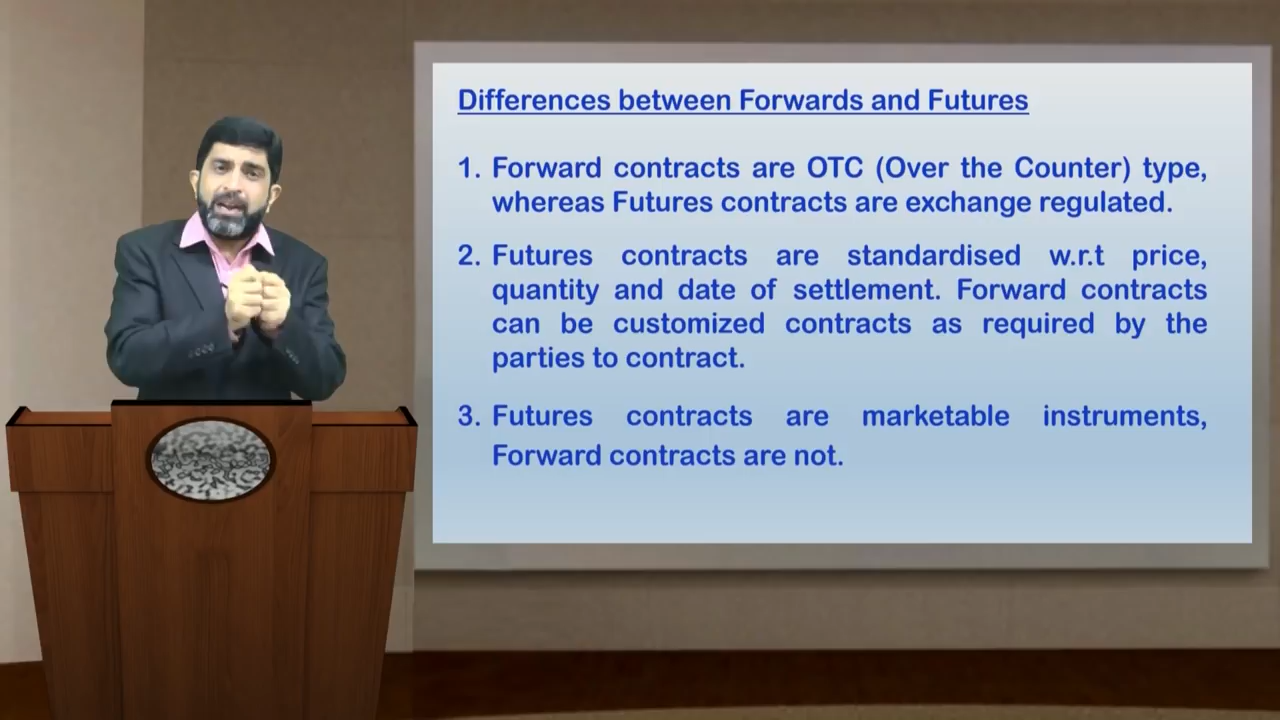 Differences between Forwards and Futures
1. Forward contracts are OTC (Over the Counter) type,
whereas Futures contracts are exchange regulated.
2. Futures contracts are standardised w.r.t price,
quantity and date of settlement. Forward contracts
can be customized contracts as required by the
parties to contract.
3. Futures contracts are marketable instruments,
Forward contracts are not.